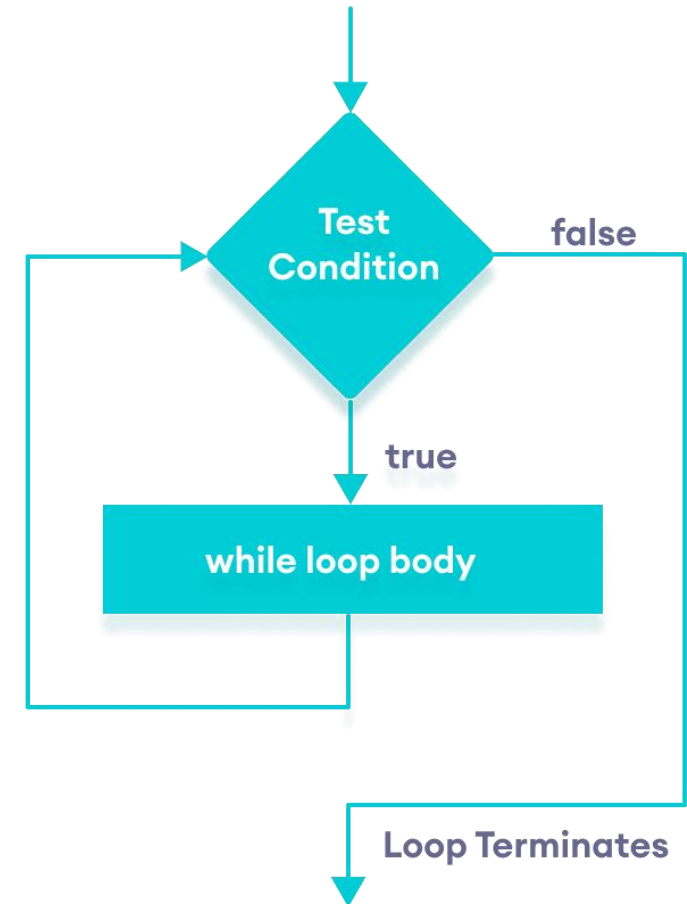 Test
Condition
false
true
while loop body
Loop Terminates